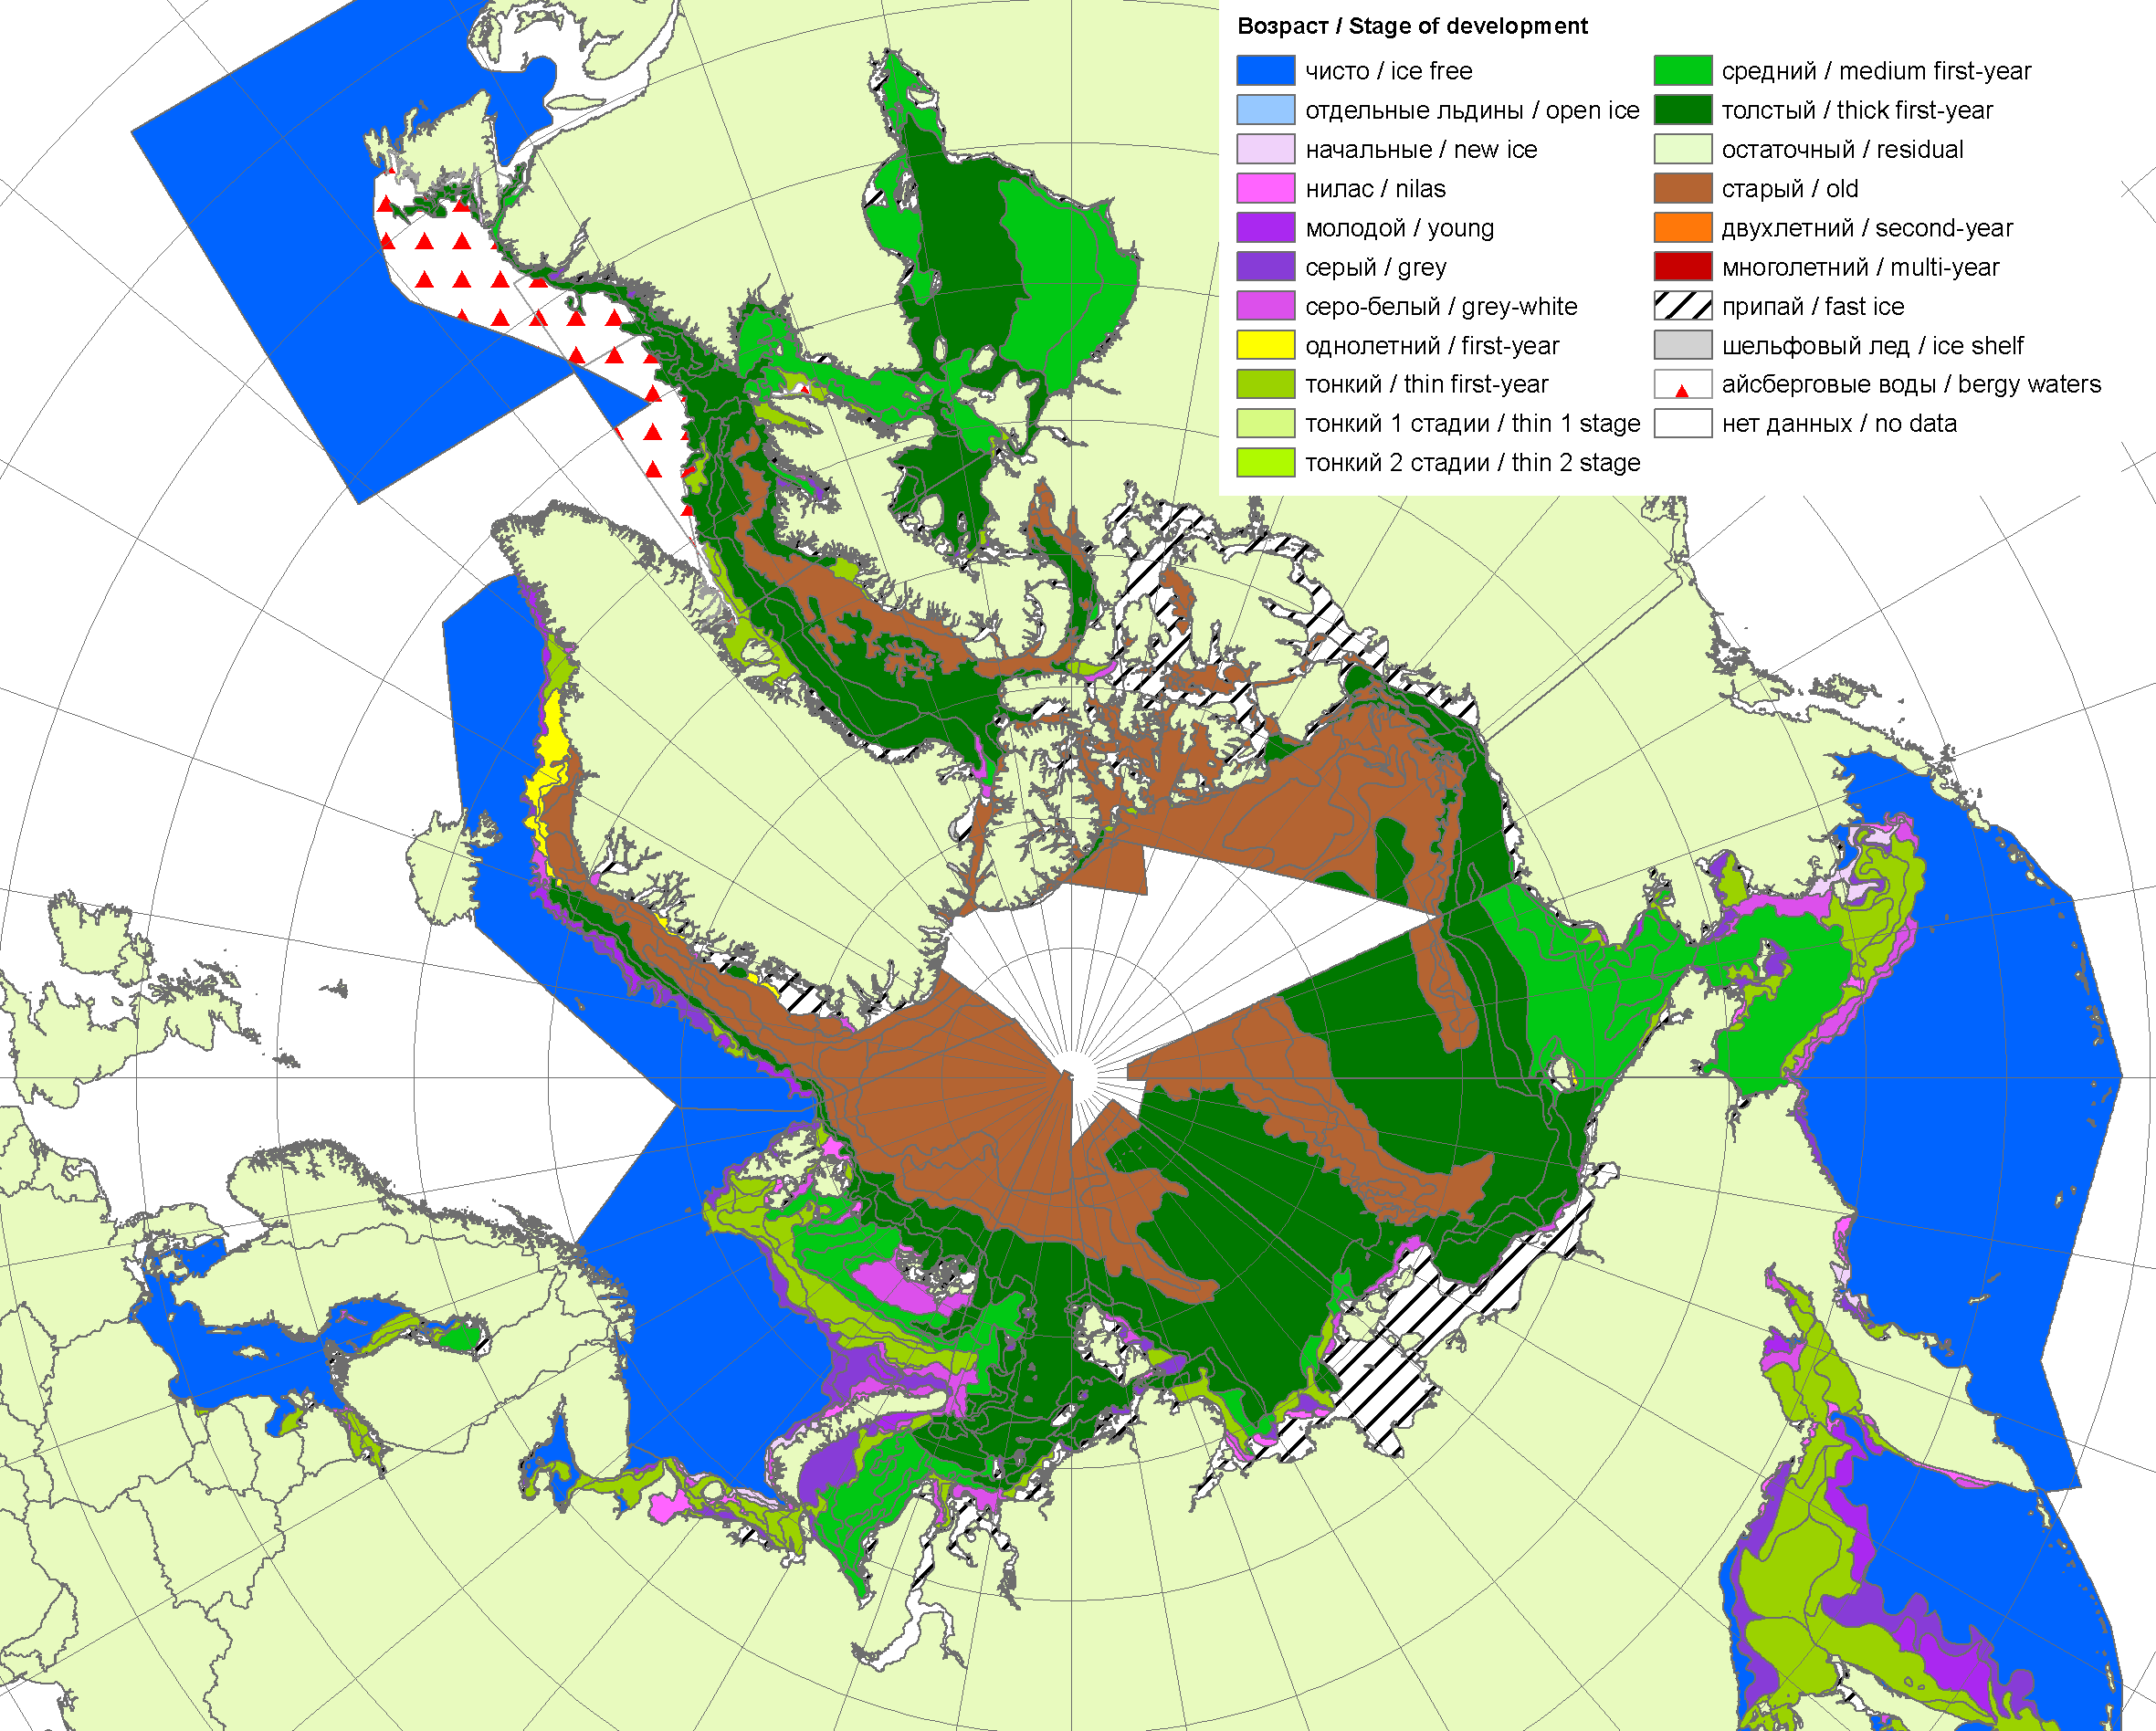 Возраст / Stage of development
чисто / ice free
отдельные льдины / open ice
начальные / new ice
нилас / nilas
молодой / young
серый / grey
серо-белый / grey-white
однолетний / first-year
тонкий / thin first-year
тонкий 1 стадии / thin 1 stage
тонкий 2 стадии / thin 2 stage
средний / medium first-year
толстый / thick first-year
остаточный / residual
старый / old
двухлетний / second-year
многолетний / multi-year
припай / fast ice
шельфовый лед / ice shelf
айсберговые воды / bergy waters
нет данных / no data